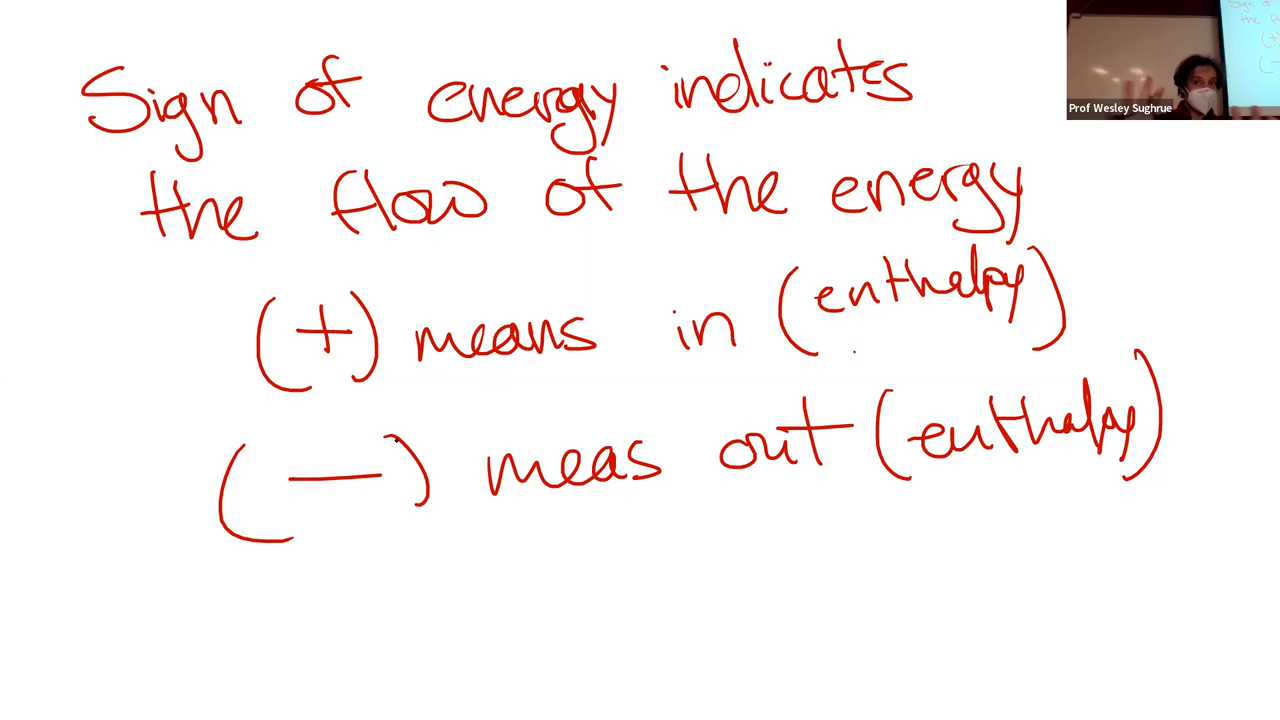 Sign of energy indicates
the flow of the energy
(+) means in (enthalpy)
(—) meas out (enthalpy)
Prof Wesley Sughrue